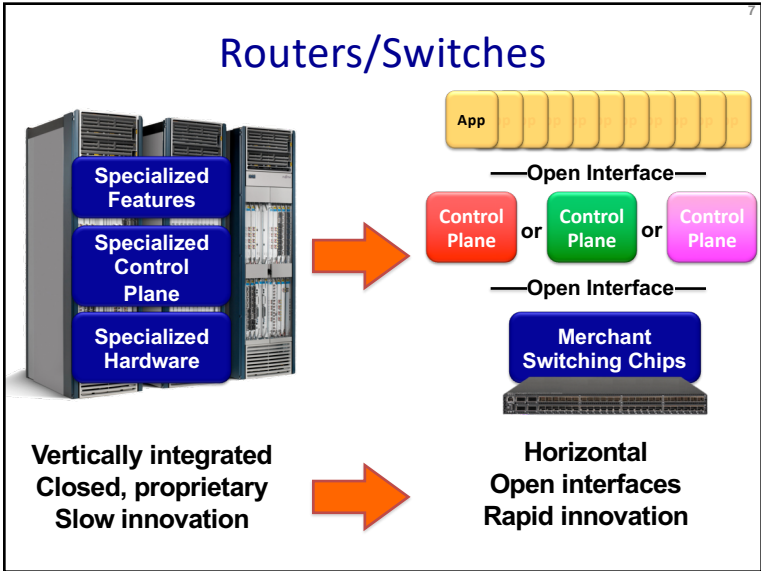 7
Routers/Switches
Specialized
Features
Specialized
Control
Plane
Specialized
Hardware
App
Open Interface
Control
Plane
or
Control
Plane
or
Control
Plane
Open Interface
Merchant
Switching Chips
Vertically integrated
Closed, proprietary
Slow innovation
Horizontal
Open interfaces
Rapid innovation